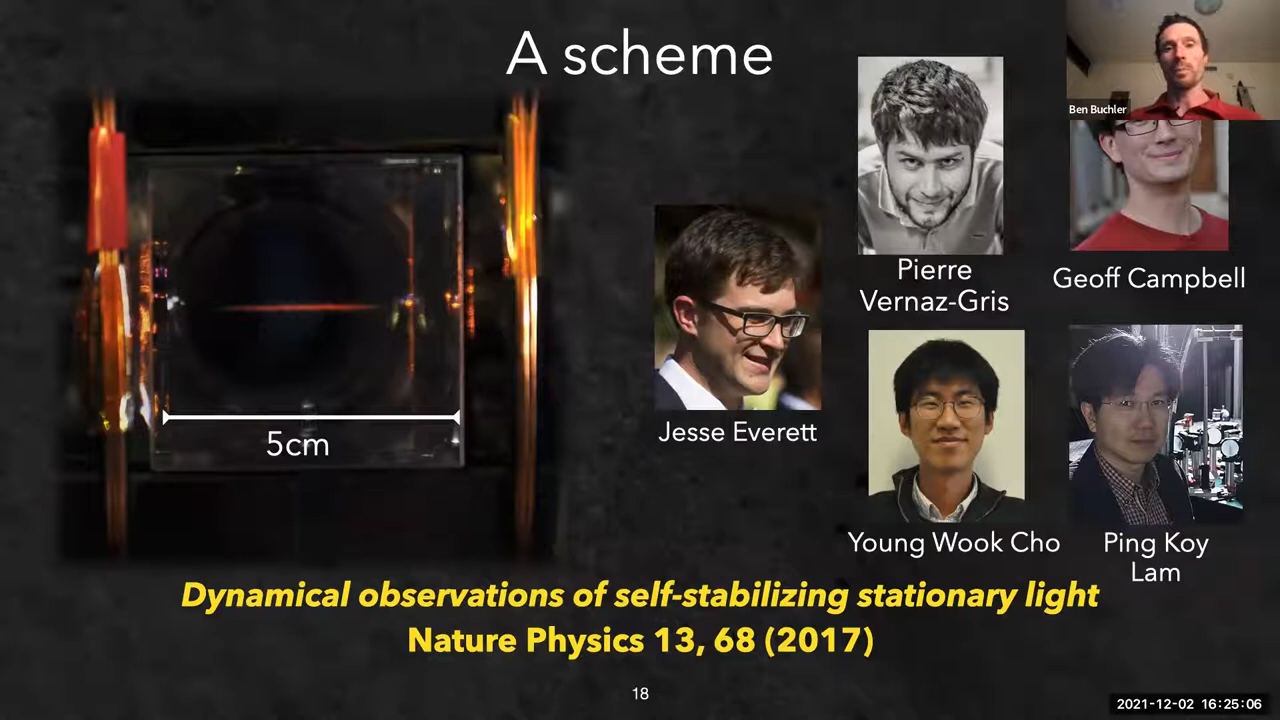 A scheme
Ben Buchler
Pierre
Vernaz-Gris
Geoff Campbell
Jesse Everett
5cm
Young Wook Cho
Ping Koy
Lam
Dynamical observations of self-stabilizing stationary light
Nature Physics 13, 68 (2017)
18
2021-12-02 16:25:06